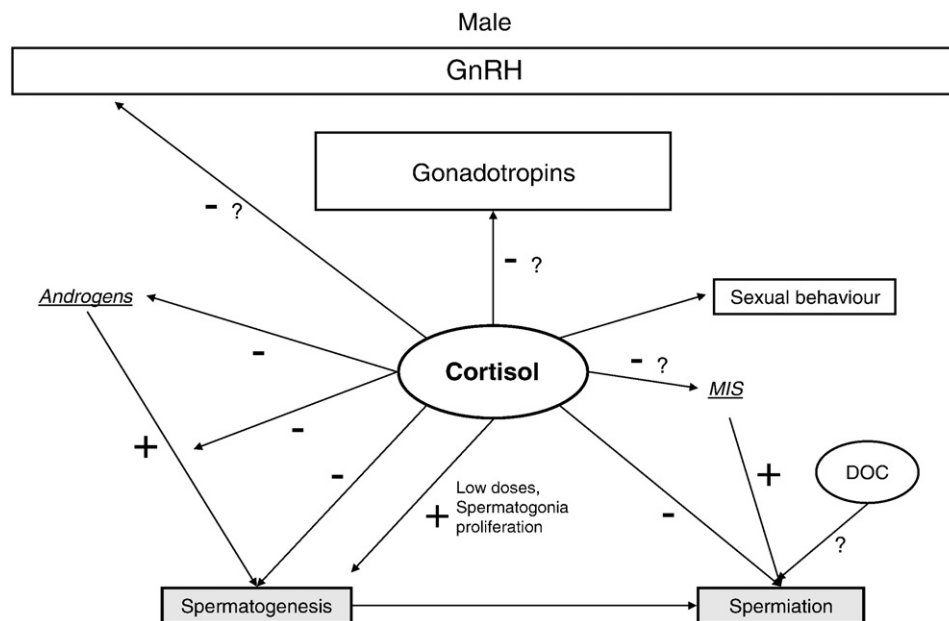 Male
GnRH
Gonadotropins
- ?
- ?
Androgens
Sexual behaviour
-
Cortisol
- ?
MIS
+
-
-
+
Low doses,
Spermatogonia
proliferation
+
-
DOC
?
Spermatogenesis
Spermiation